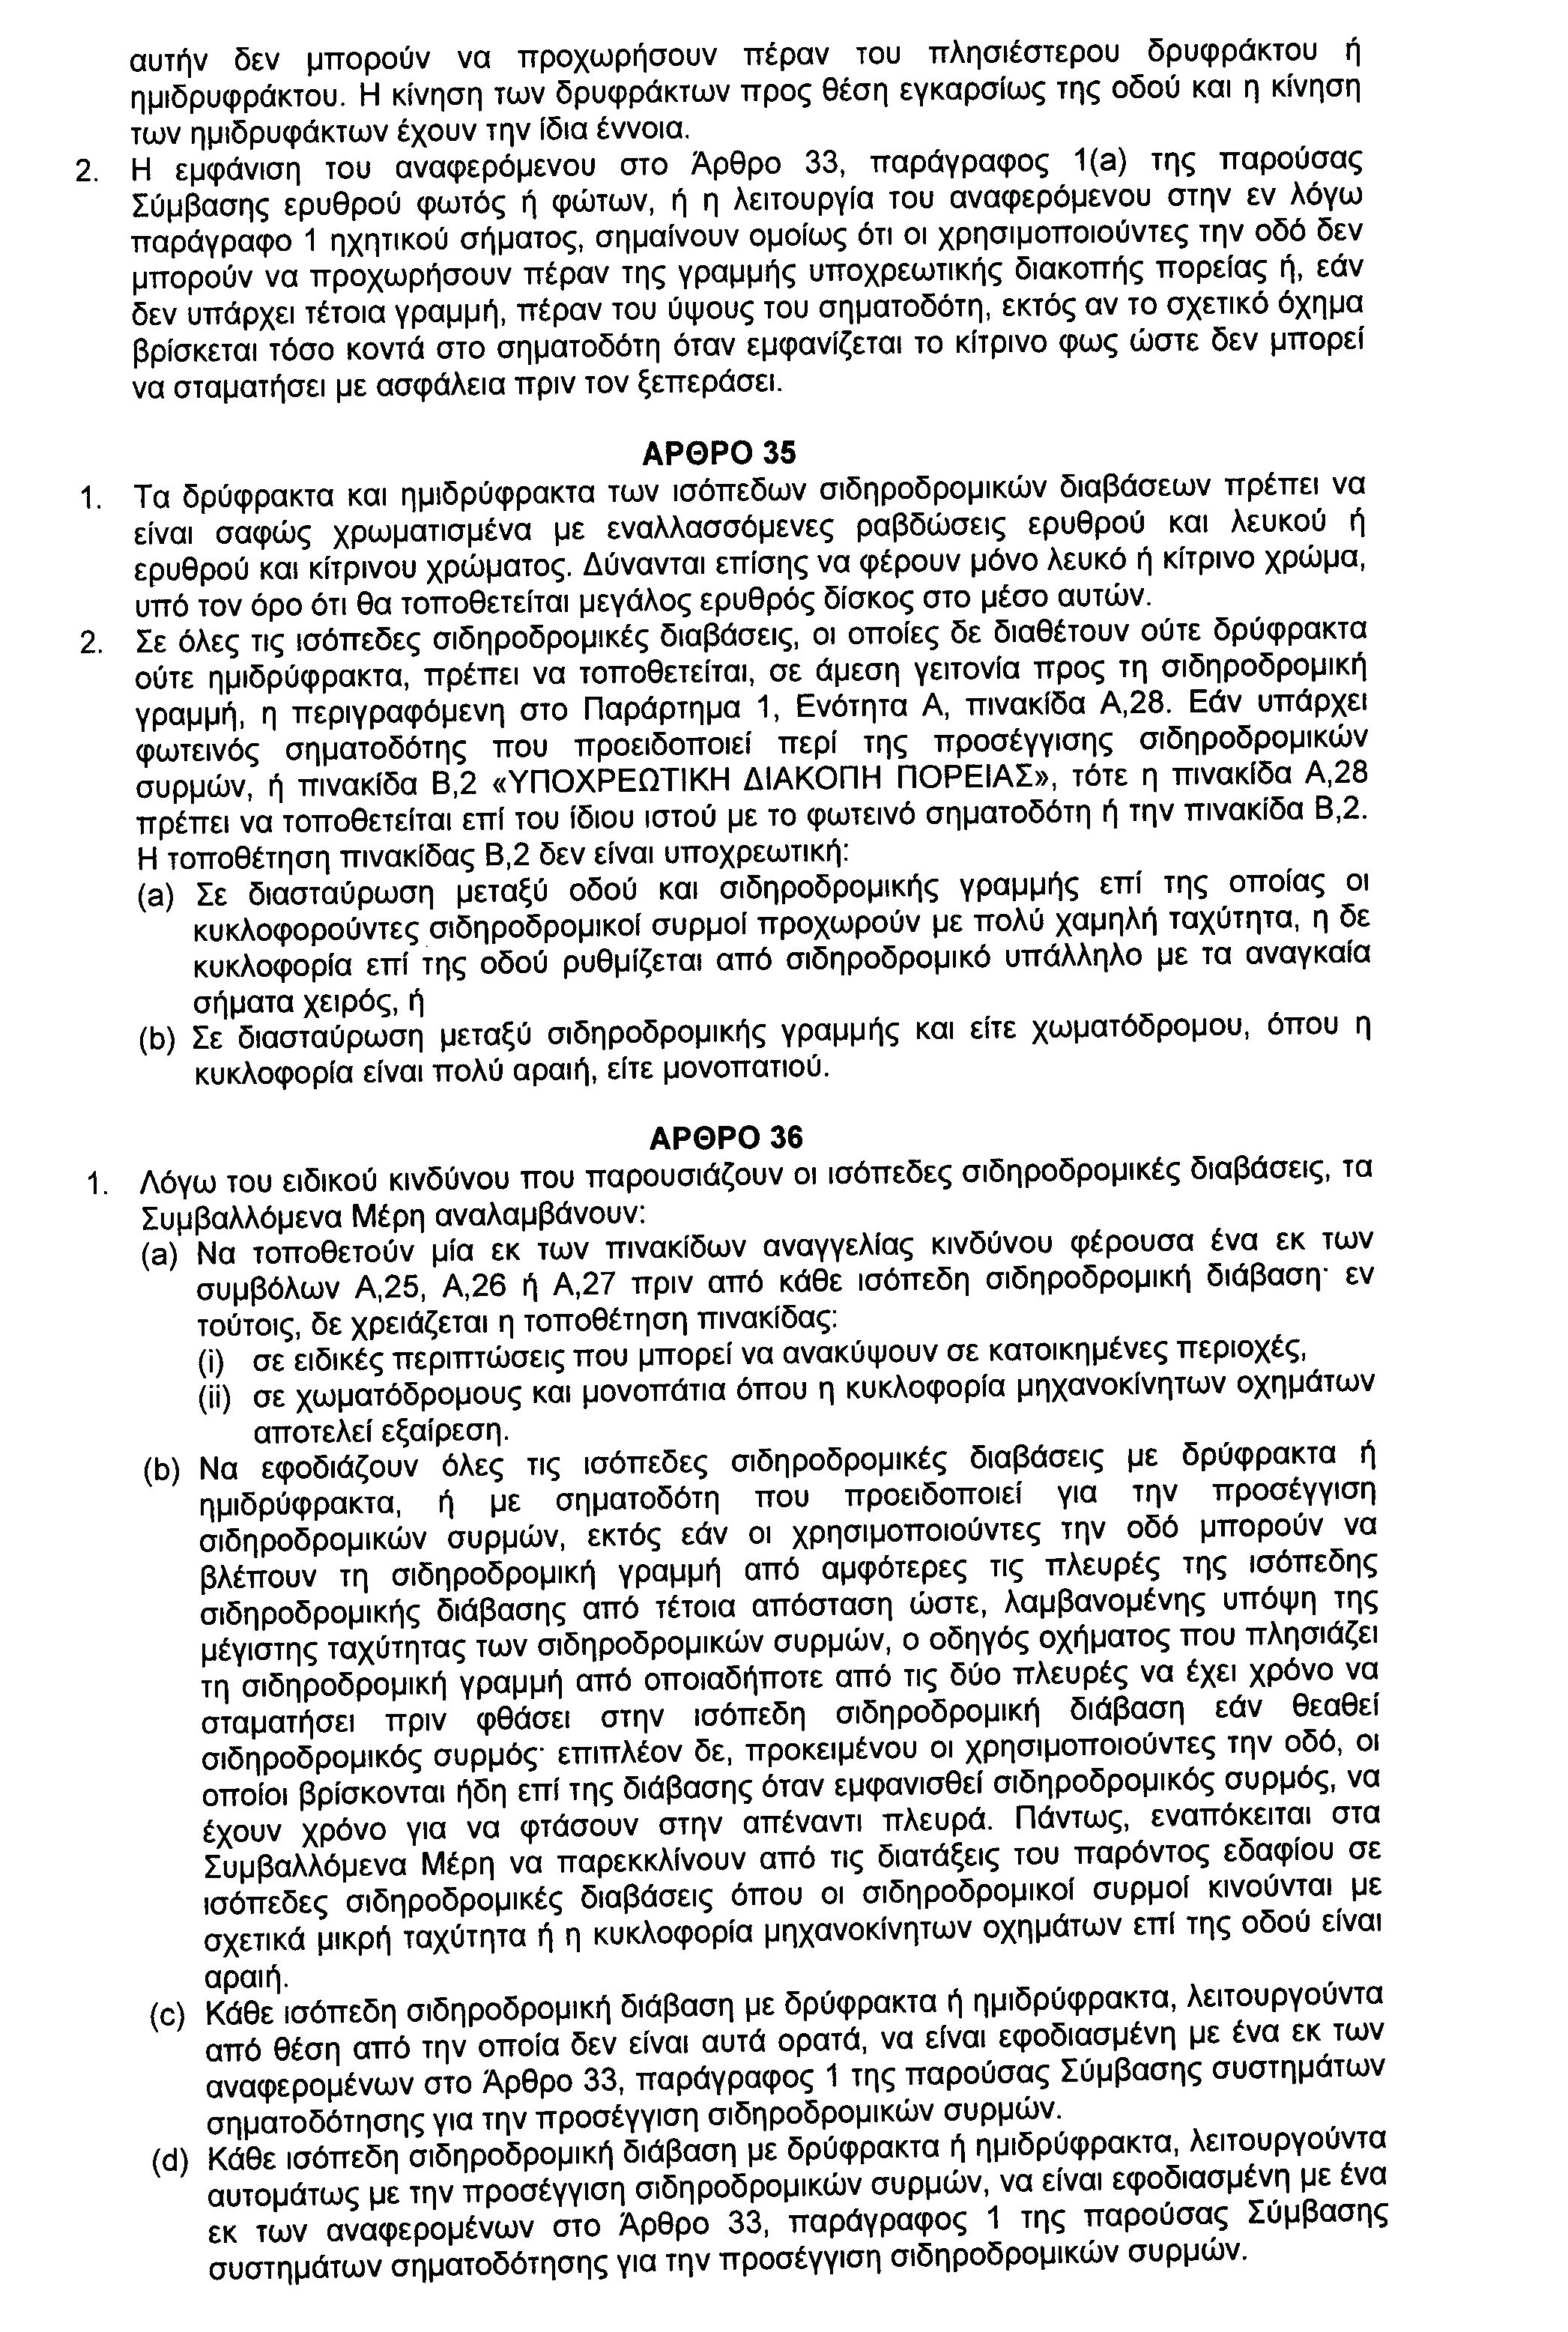 αυτήν δεν μπορούν να προχωρήσουν πέραν του πλησιέστερου δρυφράκτου ή
ημιδρυφράκτου. Η κίνηση των δρυφράκτων προς θέση εγκαρσίως της οδού και η κίνηση
των ημιδρυφάκτων έχουν την ίδια έννοια.
2. Η εμφάνιση του αναφερόμενου στο Άρθρο 33, παράγραφος 1(a) της παρούσας
Σύμβασης ερυθρού φωτός ή φώτων, ή η λειτουργία του αναφερόμενου στην εν λόγω
παράγραφο 1 ηχητικού σήματος, σημαίνουν ομοίως ότι οι χρησιμοποιούντες την οδό δεν
μπορούν να προχωρήσουν πέραν της γραμμής υποχρεωτικής διακοπής πορείας ή, εάν
δεν υπάρχει τέτοια γραμμή, πέραν του ύψους του σηματοδότη, εκτός αν το σχετικό όχημα
βρίσκεται τόσο κοντά στο σηματοδότη όταν εμφανίζεται το κίτρινο φως ώστε δεν μπορεί
να σταματήσει με ασφάλεια πριν τον ξεπεράσει.
ΑΡΘΡΟ 35
1. Τα δρύφρακτα και ημιδρύφρακτα των ισόπεδων σιδηροδρομικών διαβάσεων πρέπει να
είναι σαφώς χρωματισμένα με εναλλασσόμενες ραβδώσεις ερυθρού και λευκού ή
ερυθρού και κίτρινου χρώματος. Δύνανται επίσης να φέρουν μόνο λευκό ή κίτρινο χρώμα,
υπό τον όρο ότι θα τοποθετείται μεγάλος ερυθρός δίσκος στο μέσο αυτών.
2. Σε όλες τις ισόπεδες σιδηροδρομικές διαβάσεις, οι οποίες δε διαθέτουν ούτε δρύφρακτα
ούτε ημιδρύφρακτα, πρέπει να τοποθετείται, σε άμεση γειτονία προς τη σιδηροδρομική
γραμμή, η περιγραφόμενη στο Παράρτημα 1, Ενότητα Α, πινακίδα Α,28. Εάν υπάρχει
φωτεινός σηματοδότης που προειδοποιεί περί της προσέγγισης σιδηροδρομικών
συρμών, ή πινακίδα Β,2 «ΥΠΟΧΡΕΩΤΙΚΗ ΔΙΑΚΟΠΗ ΠΟΡΕΙΑΣ», τότε η πινακίδα Α,28
πρέπει να τοποθετείται επί του ίδιου ιστού με το φωτεινό σηματοδότη ή την πινακίδα Β,2.
Η τοποθέτηση πινακίδας Β,2 δεν είναι υποχρεωτική:
(a) Σε διασταύρωση μεταξύ οδού και σιδηροδρομικής γραμμής επί της οποίας οι
κυκλοφορούντες σιδηροδρομικοί συρμοί προχωρούν με πολύ χαμηλή ταχύτητα, η δε
κυκλοφορία επί της οδού ρυθμίζεται από σιδηροδρομικό υπάλληλο με τα αναγκαία
σήματα χειρός, ή
(b) Σε διασταύρωση μεταξύ σιδηροδρομικής γραμμής και είτε χωματόδρομου, όπου η
κυκλοφορία είναι πολύ αραιή, είτε μονοπατιού.
ΑΡΘΡΟ 36
1. Λόγω του ειδικού κινδύνου που παρουσιάζουν οι ισόπεδες σιδηροδρομικές διαβάσεις, τα
Συμβαλλόμενα Μέρη αναλαμβάνουν:
(a) Να τοποθετούν μία εκ των πινακίδων αναγγελίας κινδύνου φέρουσα ένα εκ των
συμβόλων Α,25, Α,26 ή Α,27 πριν από κάθε ισόπεδη σιδηροδρομική διάβαση· εν
τούτοις, δε χρειάζεται η τοποθέτηση πινακίδας:
(i) σε ειδικές περιπτώσεις που μπορεί να ανακύψουν σε κατοικημένες περιοχές,
(ii) σε χωματόδρομους και μονοπάτια όπου η κυκλοφορία μηχανοκίνητων οχημάτων
αποτελεί εξαίρεση.
(b) Να εφοδιάζουν όλες τις ισόπεδες σιδηροδρομικές διαβάσεις με δρύφρακτα ή
ημιδρύφρακτα, ή με σηματοδότη που προειδοποιεί για την προσέγγιση
σιδηροδρομικών συρμών, εκτός εάν οι χρησιμοποιούντες την οδό μπορούν να
βλέπουν τη σιδηροδρομική γραμμή από αμφότερες τις πλευρές της ισόπεδης
σιδηροδρομικής διάβασης από τέτοια απόσταση ώστε, λαμβανομένης υπόψη της
μέγιστης ταχύτητας των σιδηροδρομικών συρμών, ο οδηγός οχήματος που πλησιάζει
τη σιδηροδρομική γραμμή από οποιαδήποτε από τις δύο πλευρές να έχει χρόνο να
σταματήσει πριν φθάσει στην ισόπεδη σιδηροδρομική διάβαση εάν θεαθεί
σιδηροδρομικός συρμός· επιπλέον δε, προκειμένου οι χρησιμοποιούντες την οδό, οι
οποίοι βρίσκονται ήδη επί της διάβασης όταν εμφανισθεί σιδηροδρομικός συρμός, να
έχουν χρόνο για να φτάσουν στην απέναντι πλευρά. Πάντως, εναπόκειται στα
Συμβαλλόμενα Μέρη να παρεκκλίνουν από τις διατάξεις του παρόντος εδαφίου σε
ισόπεδες σιδηροδρομικές διαβάσεις όπου οι σιδηροδρομικοί συρμοί κινούνται με
σχετικά μικρή ταχύτητα ή η κυκλοφορία μηχανοκίνητων οχημάτων επί της οδού είναι
αραιή.
(c) Κάθε ισόπεδη σιδηροδρομική διάβαση με δρύφρακτα ή ημιδρύφρακτα, λειτουργούντα
από θέση από την οποία δεν είναι αυτά ορατά, να είναι εφοδιασμένη με ένα εκ των
αναφερομένων στο Άρθρο 33, παράγραφος 1 της παρούσας Σύμβασης συστημάτων
σηματοδότησης για την προσέγγιση σιδηροδρομικών συρμών.
(d) Κάθε ισόπεδη σιδηροδρομική διάβαση με δρύφρακτα ή ημιδρύφρακτα, λειτουργούντα
αυτομάτως με την προσέγγιση σιδηροδρομικών συρμών, να είναι εφοδιασμένη με ένα
εκ των αναφερομένων στο Άρθρο 33, παράγραφος 1 της παρούσας Σύμβασης
συστημάτων σηματοδότησης για την προσέγγιση σιδηροδρομικών συρμών.